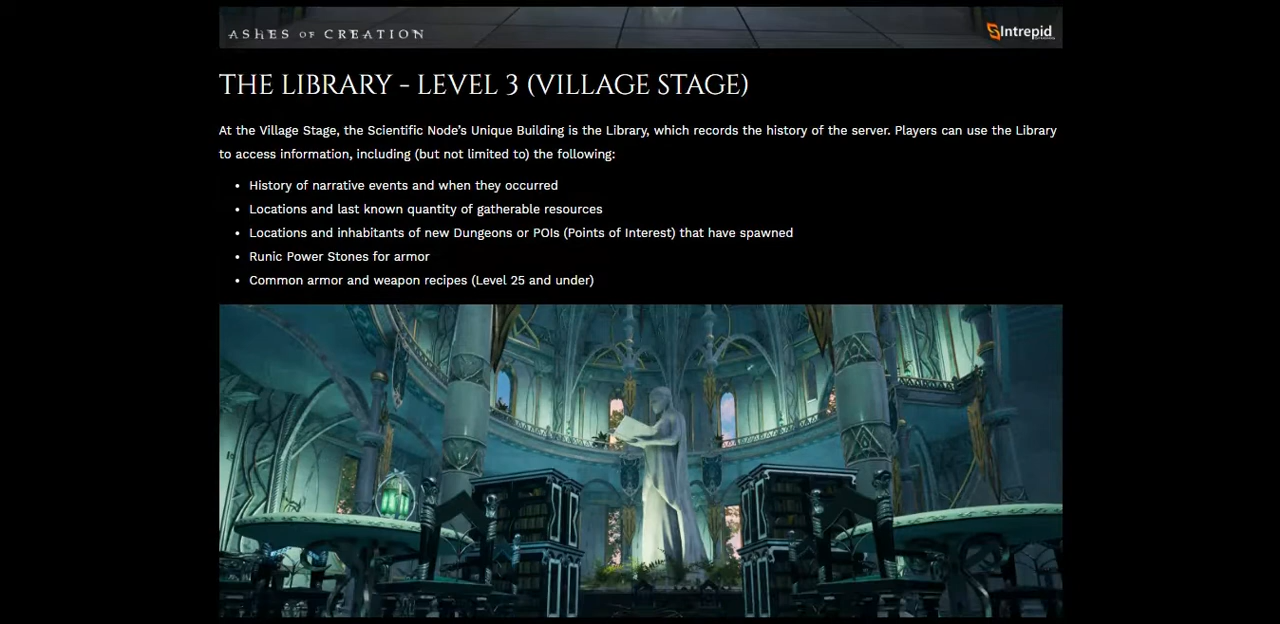 ASHES OF CREATION
Intrepid
THE LIBRARY - LEVEL 3 (VILLAGE STAGE)
At the Village Stage, the Scientific Node’s Unique Building is the Library, which records the history of the server. Players can use the Library
to access information, including (but not limited to) the following:
• History of narrative events and when they occurred
• Locations and last known quantity of gatherable resources
• Locations and inhabitants of new Dungeons or POIs (Points of Interest) that have spawned
• Runic Power Stones for armor
• Common armor and weapon recipes (Level 25 and under)